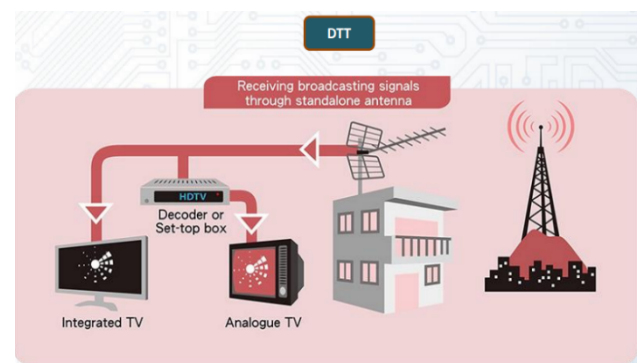 DTT
Receiving broadcasting signals
through standalone antenna
HDTV
Decoder or
Set-top box
Integrated TV
Analogue TV